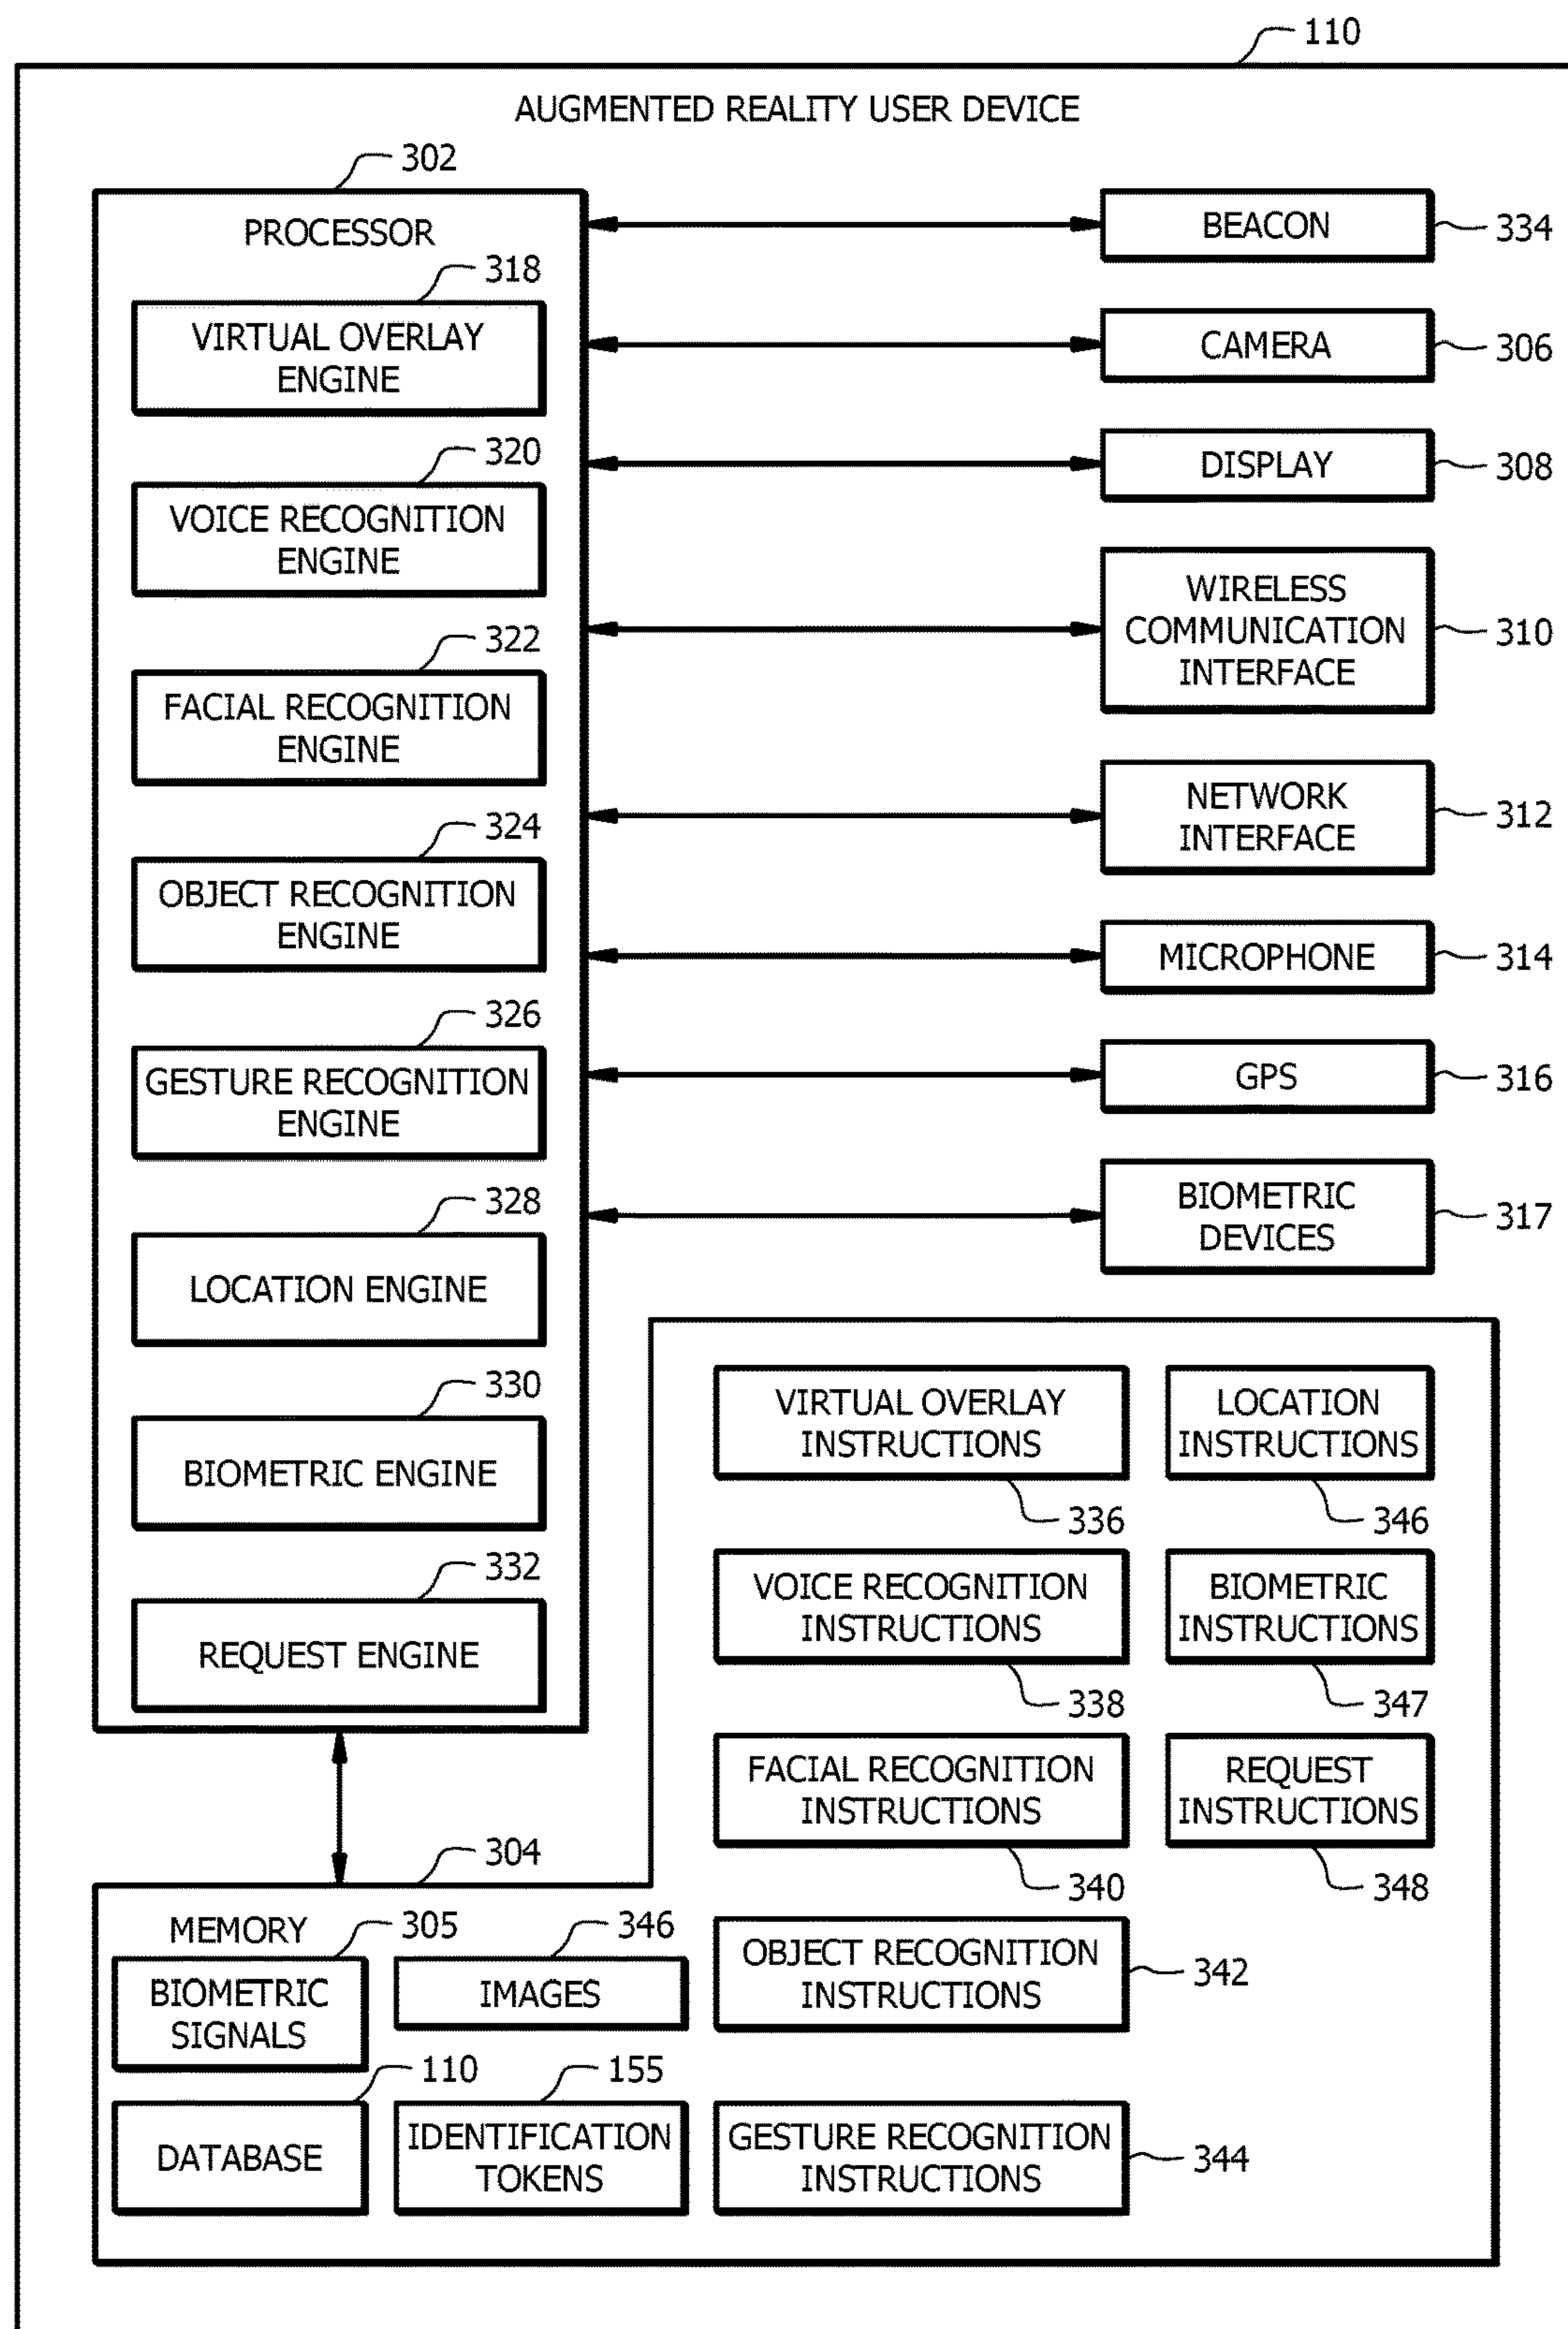 110
AUGMENTED REALITY USER DEVICE
302
PROCESSOR
318
VIRTUAL OVERLAY
ENGINE
320
VOICE RECOGNITION
ENGINE
322
FACIAL RECOGNITION
ENGINE
324
OBJECT RECOGNITION
ENGINE
326
GESTURE RECOGNITION
ENGINE
328
LOCATION ENGINE
330
BIOMETRIC ENGINE
332
REQUEST ENGINE
BEACON
334
CAMERA
306
DISPLAY
308
WIRELESS
COMMUNICATION
INTERFACE
310
NETWORK
INTERFACE
312
MICROPHONE
314
GPS
316
BIOMETRIC
DEVICES
317
304
MEMORY
305
BIOMETRIC
SIGNALS
346
IMAGES
110
DATABASE
155
IDENTIFICATION
TOKENS
VIRTUAL OVERLAY
INSTRUCTIONS
336
LOCATION
INSTRUCTIONS
346
VOICE RECOGNITION
INSTRUCTIONS
338
BIOMETRIC
INSTRUCTIONS
347
FACIAL RECOGNITION
INSTRUCTIONS
340
REQUEST
INSTRUCTIONS
348
OBJECT RECOGNITION
INSTRUCTIONS
342
GESTURE RECOGNITION
INSTRUCTIONS
344